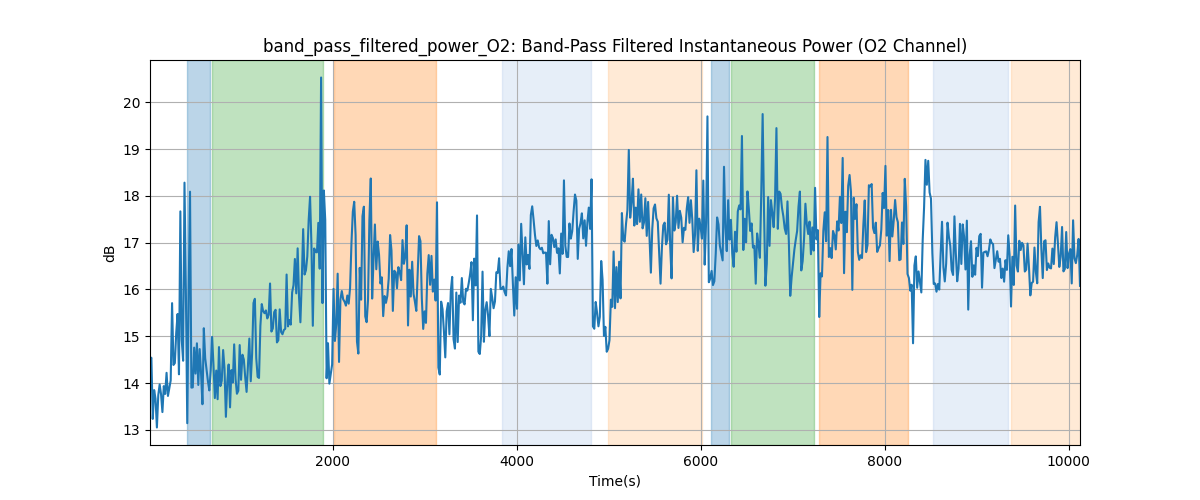 band_pass_filtered_power_O2: Band-Pass Filtered Instantaneous Power (O2 Channel)
dB
20
19
18
17
16
15
14
13
2000 4000 6000 8000 10000
Time(s)